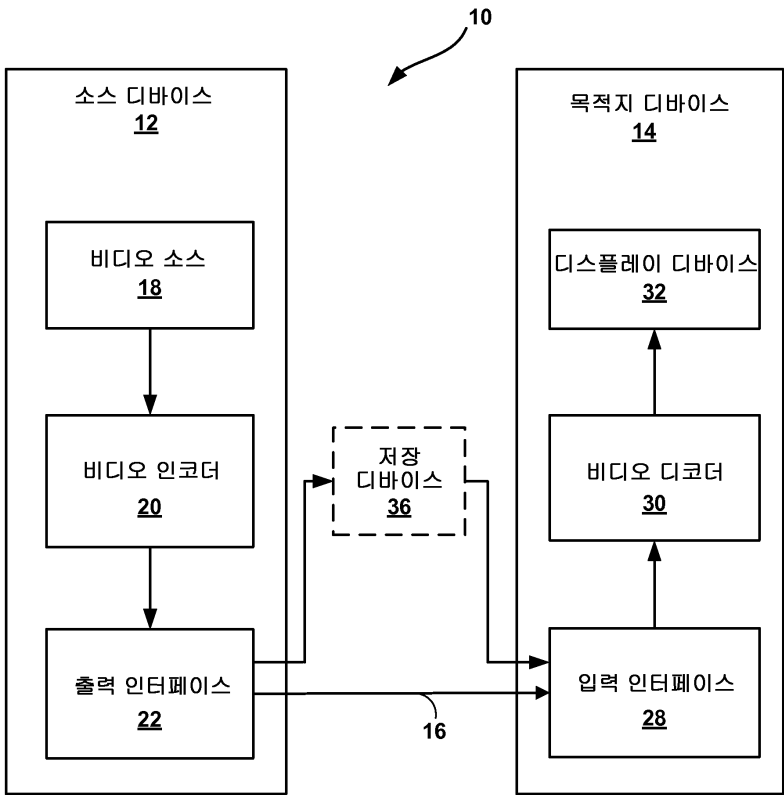 10
소스 디바이스
12
비디오 소스
18
비디오 인코더
20
출력 인터페이스
22
저장
디바이스
36
16
목적지 디바이스
14
디스플레이 디바이스
32
비디오 디코더
30
입력 인터페이스
28